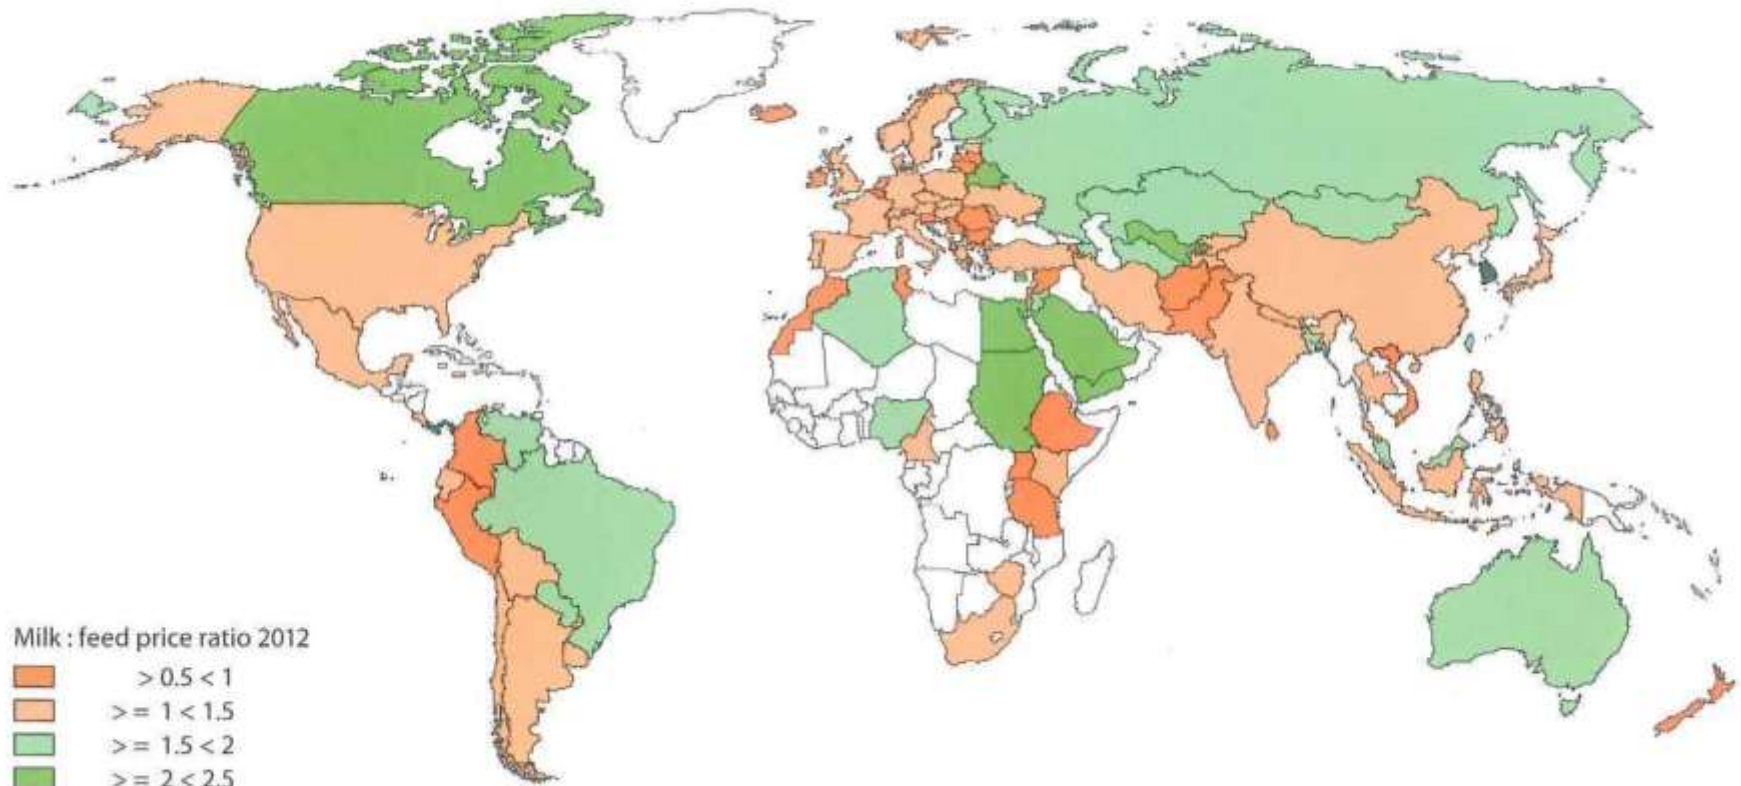 Milk : feed price ratio 2012
> 0.5 < 1
> = 1 < 1.5
> = 1.5 < 2
> = 2 < 2.5